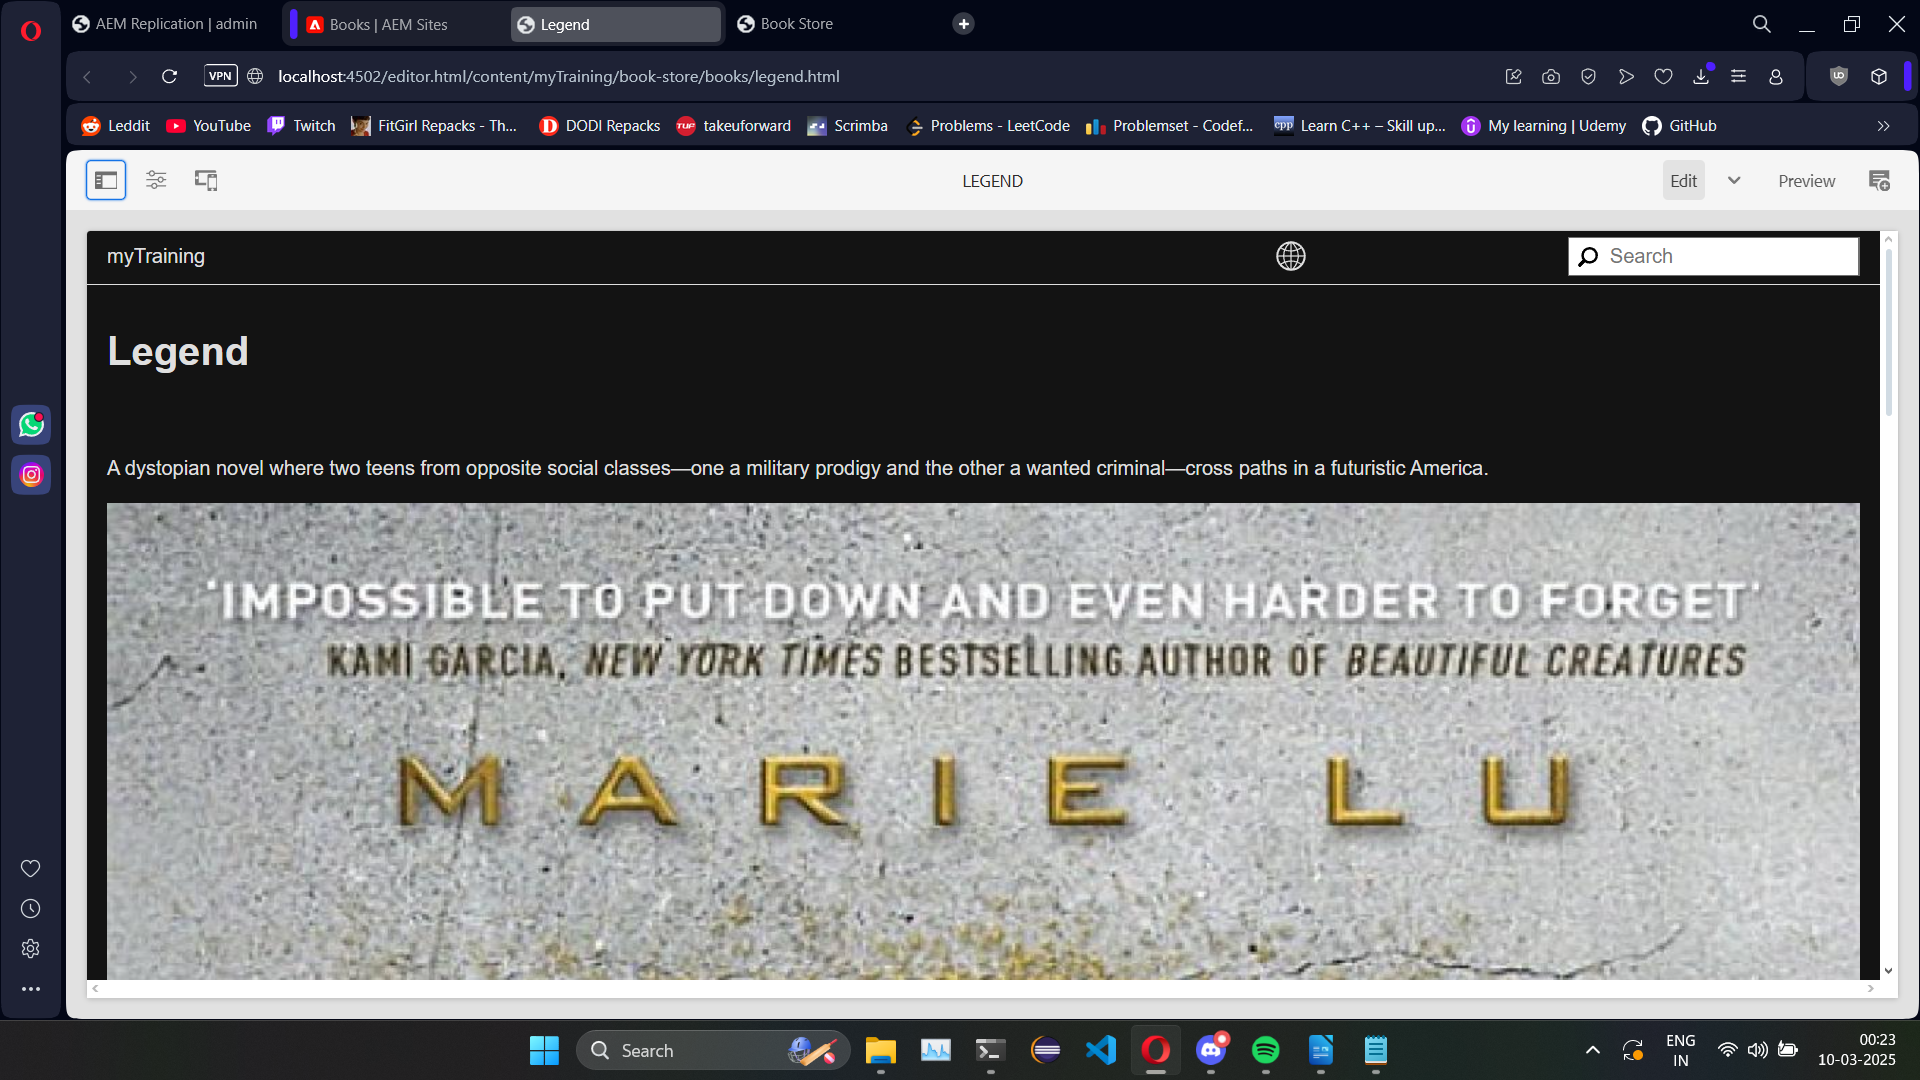 AEM Replication | admin
Books | AEM Sites
Legend
Book Store
VPN
localhost:4502/editor.html/content/myTraining/book-store/books/legend.html
Leddit
YouTube
Twitch
FitGirl Repacks - Th...
DODI Repacks
TUF
takeuforward
Scrimba
Problems - LeetCode
Problemset - Codef...
cpp
Learn C++ – Skill up...
My learning | Udemy
GitHub
LEGEND
Edit
Preview
myTraining
Search
Legend
A dystopian novel where two teens from opposite social classes—one a military prodigy and the other a wanted criminal—cross paths in a futuristic America.
'IMPOSSIBLE TO PUT DOWN AND EVEN HARDER TO FORGET'
KAMI GARCIA, NEW YORK TIMES BESTSELLING AUTHOR OF BEAUTIFUL CREATURES
MARIE LU
Search
ENG
IN
00:23
10-03-2025